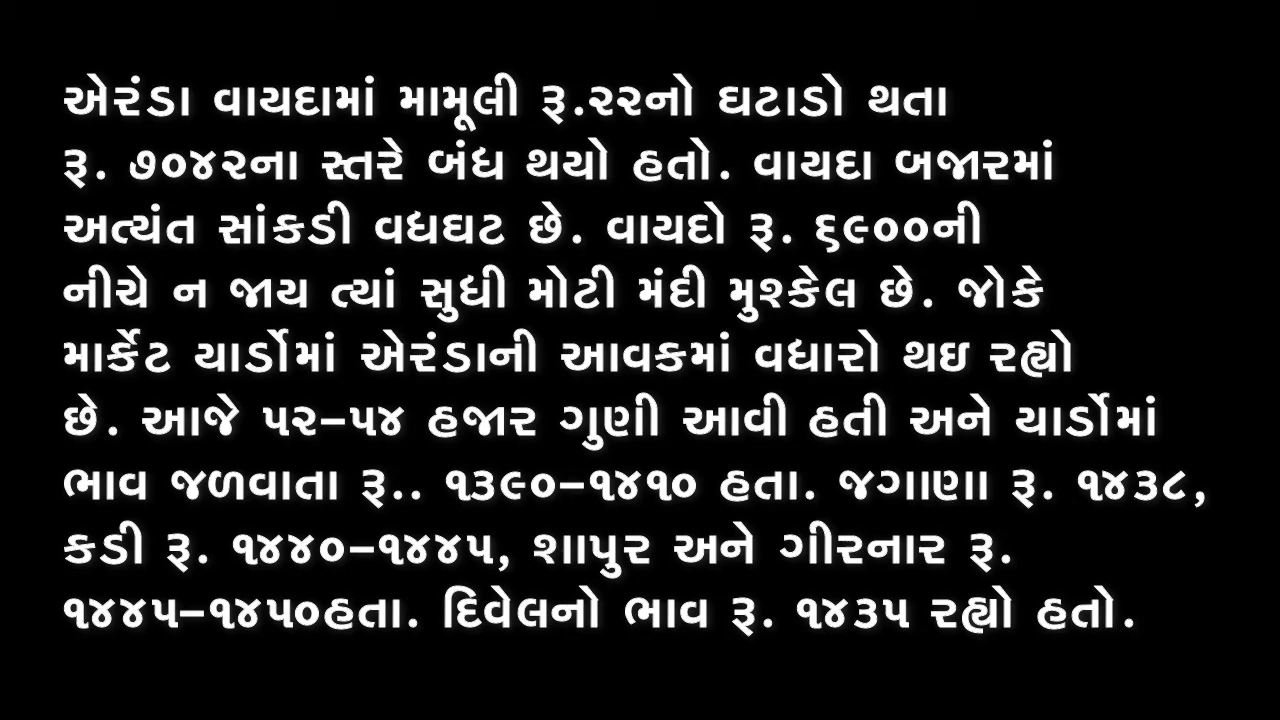 એરંડા વાયદામાં મામૂલી રૂ.૨૨નો ઘટાડો થતા
રૂ. ૭૦૪૨ના સ્તરે બંધ થયો હતો. વાયદા બજારમાં
અત્યંત સાંકડી વધઘટ છે. વાયદો રૂ. ૬૯૦૦ની
નીચે ન જાય ત્યાં સુધી મોટી મંદી મુશ્કેલ છે. જોકે
માર્કેટ યાર્ડોમાં એરંડાની આવકમાં વધારો થઇ રહ્યો
છે. આજે ૫૨–૫૪ હજાર ગુણી આવી હતી અને યાર્ડોમાં
ભાવ જળવાતા રૂ.. ૧૩૯૦–૧૪૧૦ હતા. જગાણા રૂ. ૧૪૩૮,
કડી રૂ. ૧૪૪૦–૧૪૪૫, શાપુર અને ગીરનાર રૂ.
૧૪૪૫–૧૪૫૦હતા. દિવેલનો ભાવ રૂ. ૧૪૩૫ રહ્યો હતો.